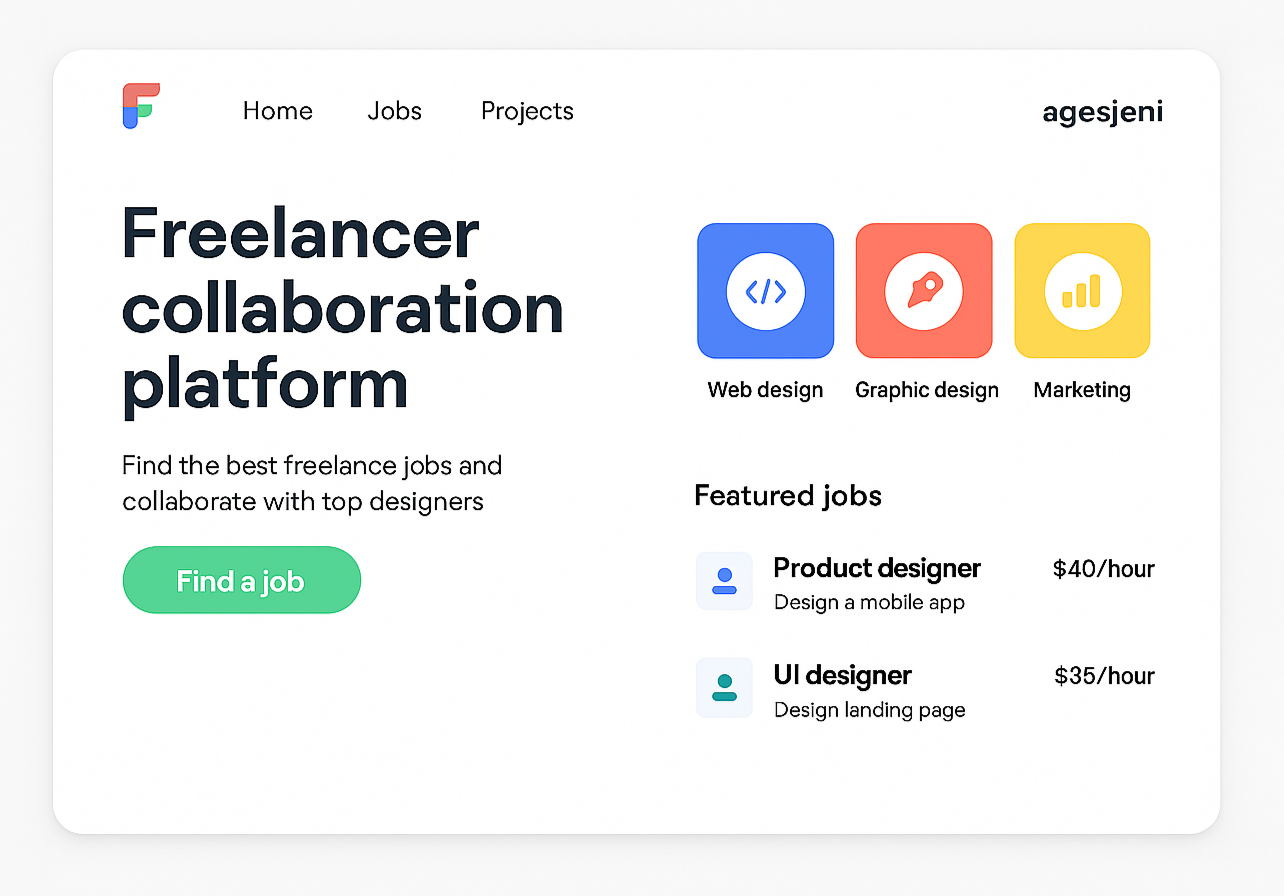 Home Jobs Projects agesjeni
Freelancer
collaboration
platform
Find the best freelance jobs and
collaborate with top designers
Find a job
Web design Graphic design Marketing
Featured jobs
Product designer $40/hour
Design a mobile app
UI designer $35/hour
Design landing page